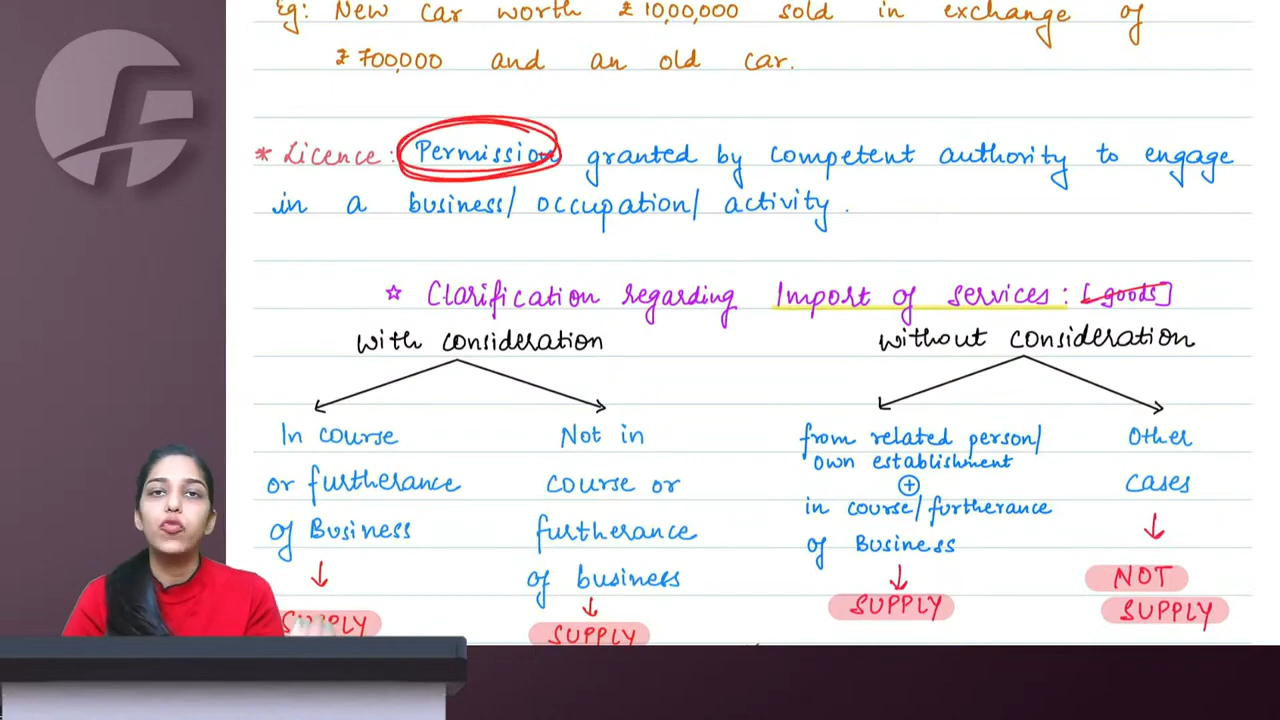 Eg: New car worth ₹10,00,000 sold in exchange of
₹700,000 and an old car.
* Licence: Permission granted by competent authority to engage
in a business/ occupation/ activity.
☆ Clarification regarding Import of services: [goods]
with consideration
without consideration
In course
or furtherance
of Business
SUPPLY
Not in
course or
furtherance
of business
SUPPLY
from related person/
own establishment
+
in course/furtherance
of Business
SUPPLY
Other
cases
NOT
SUPPLY